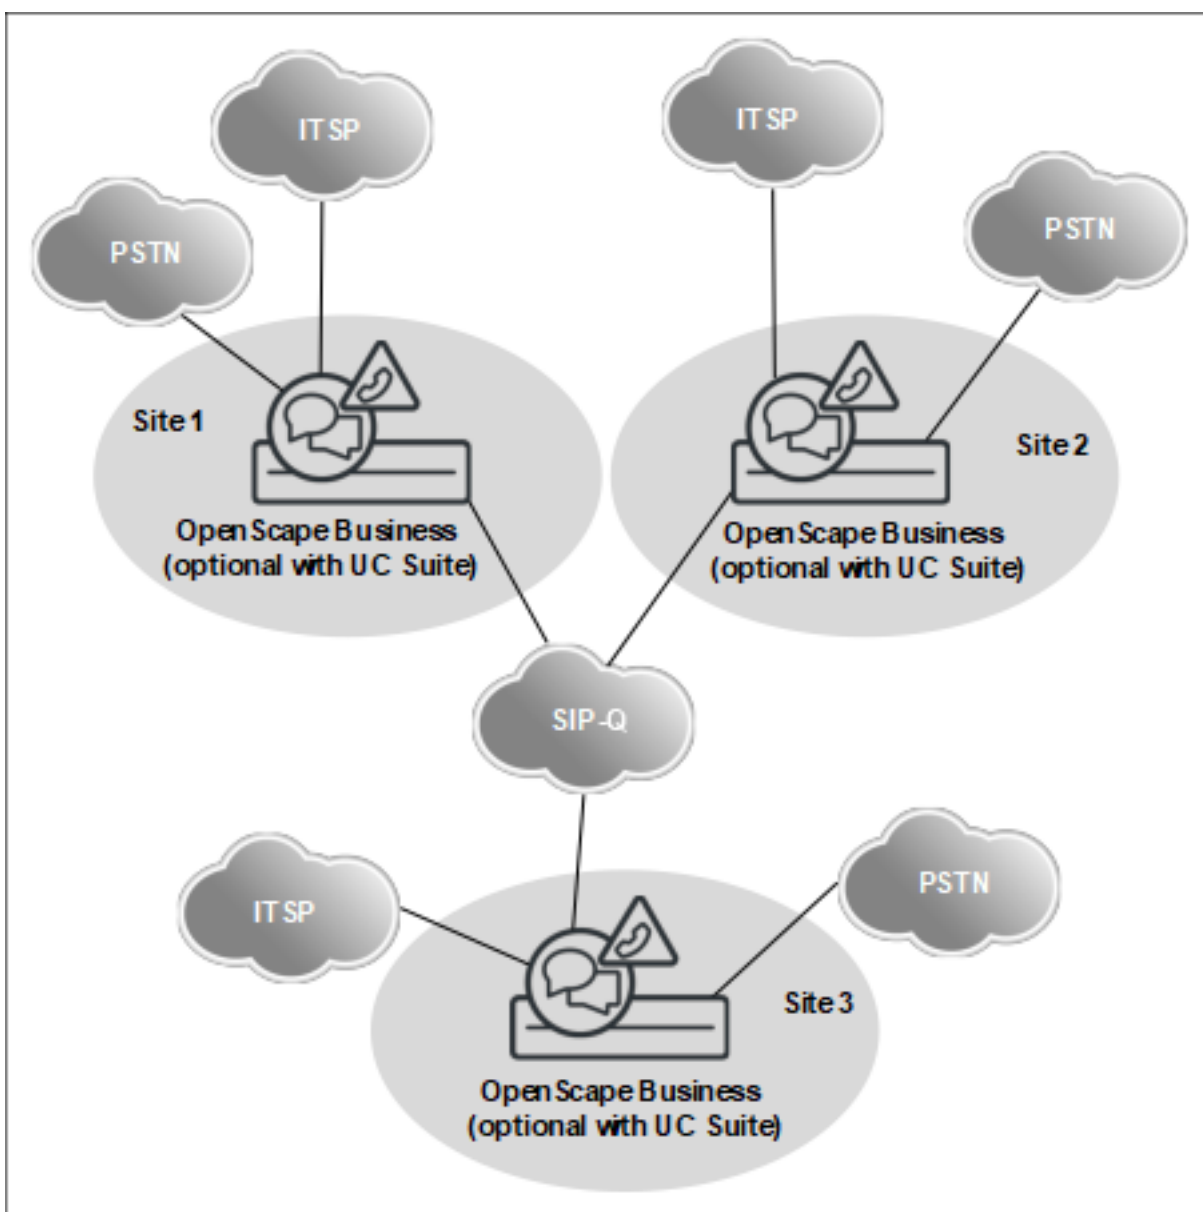 ITSP
ITSP
PSTN
PSTN
Site 1
Site 2
OpenScape Business
(optional with UC Suite)
OpenScape Business
(optional with UC Suite)
SIP-Q
ITSP
PSTN
Site 3
OpenScape Business
(optional with UC Suite)